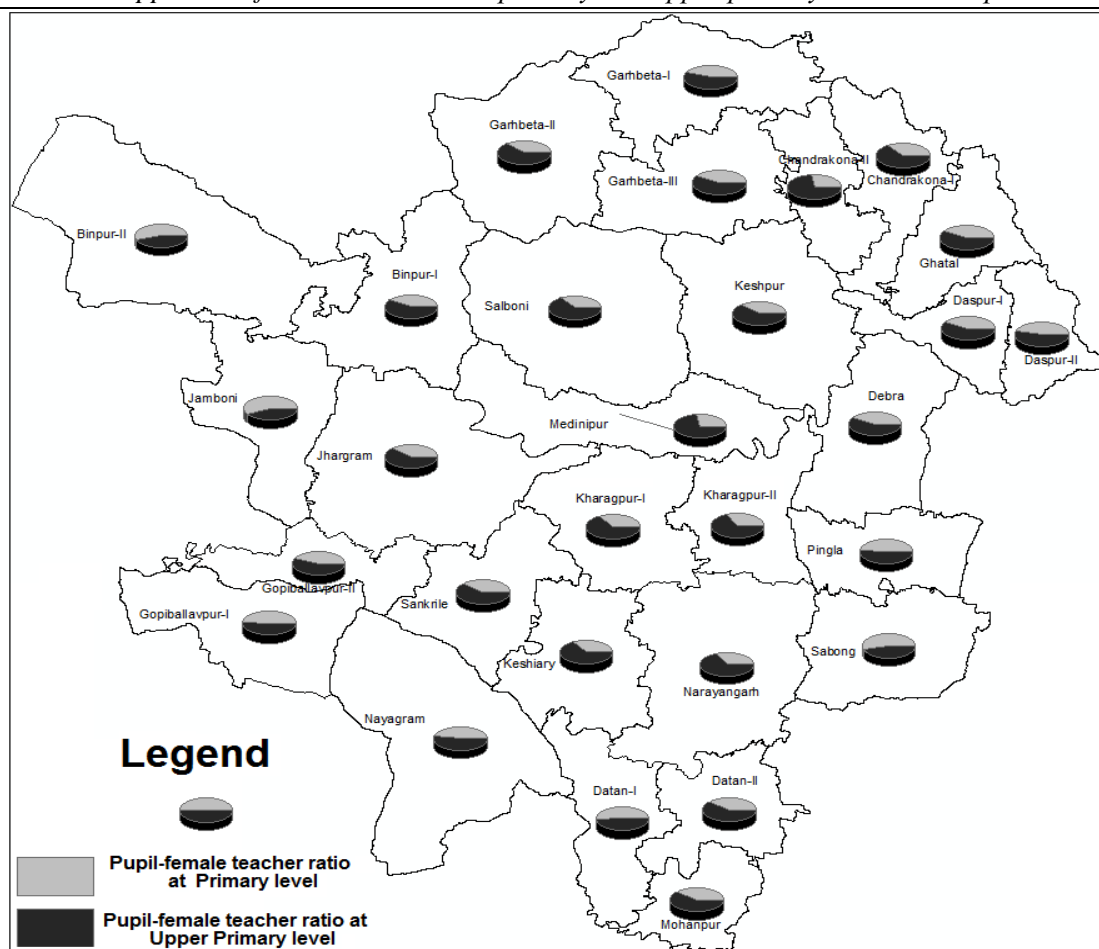 Garhbeta-I
Garhbeta-II
Chandrakona-II
Garhbeta-III
Chandrakona-I
Binpur-II
Ghatal
Binpur-I
Keshpur
Daspur-I
Salboni
Daspur-II
Jamboni
Debra
Medinipur
Jhargram
Kharagpur-I
Kharagpur-II
Pingla
Gopiballavpur-II
Sankrile
Gopiballavpur-I
Sabong
Keshiary
Narayangarh
Nayagram
Datan-I
Datan-II
Mohanpur
Legend
Pupil-female teacher ratio
at Primary level
Pupil-female teacher ratio at
Upper Primary level